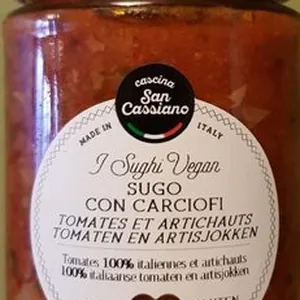 cascina
San
Cassiano
MADE IN ITALY
I Sughi Vegan
SUGO
CON CARCIOFI
TOMATES ET ARTICHAUTS
TOMATEN EN ARTISJOKKEN
Tomates 100% italiennes et artichauts
100% italiaanse tomaten en artisjokken